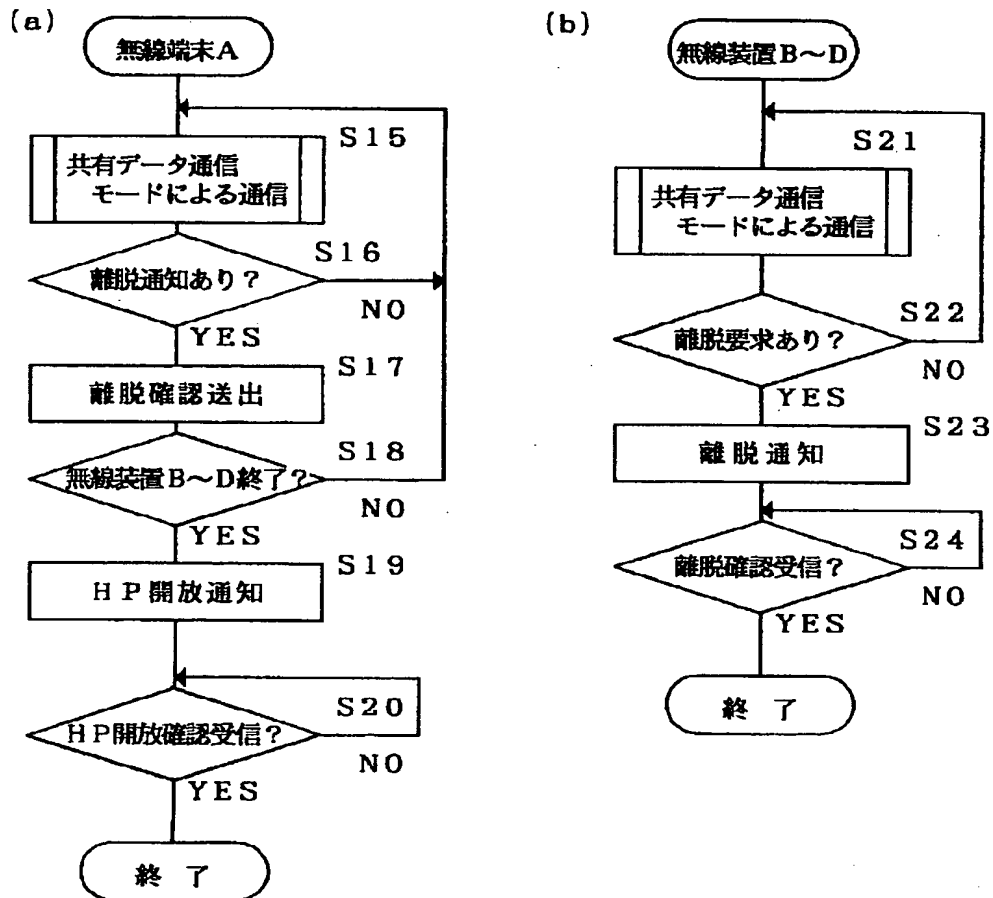 (a)
無線端末A
S15
共有データ通信
モードによる通信
S16
離脱通知あり?
NO
YES
S17
離脱確認送出
S18
無線装置B～D終了?
NO
YES
S19
HP開放通知
S20
HP開放確認受信?
NO
YES
終了
(b)
無線装置B～D
S21
共有データ通信
モードによる通信
S22
離脱要求あり?
NO
YES
S23
離脱通知
S24
離脱確認受信?
NO
YES
終了